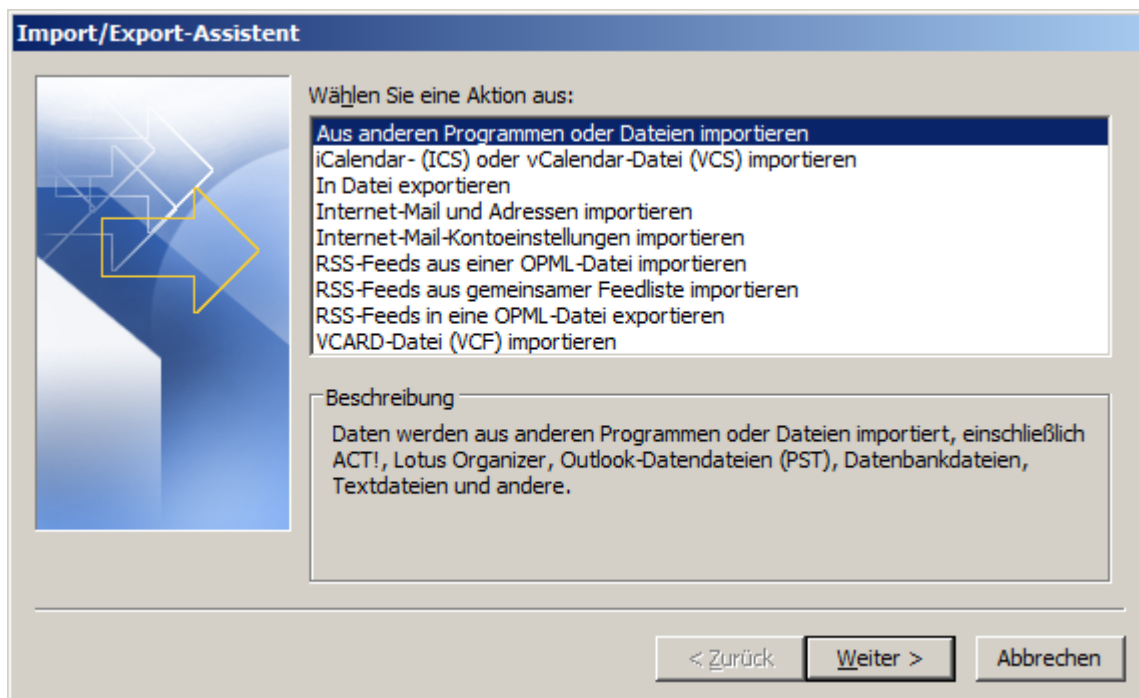 Import/Export-Assistent
Wählen Sie eine Aktion aus:
Aus anderen Programmen oder Dateien importieren
iCalendar- (ICS) oder vCalendar-Datei (VCS) importieren
In Datei exportieren
Internet-Mail und Adressen importieren
Internet-Mail-Kontoeinstellungen importieren
RSS-Feeds aus einer OPML-Datei importieren
RSS-Feeds aus gemeinsamer Feedliste importieren
RSS-Feeds in eine OPML-Datei exportieren
VCARD-Datei (VCF) importieren
Beschreibung
Daten werden aus anderen Programmen oder Dateien importiert, einschließlich
ACT!, Lotus Organizer, Outlook-Datendateien (PST), Datenbankdateien,
Textdateien und andere.
< Zurück Weiter > Abbrechen